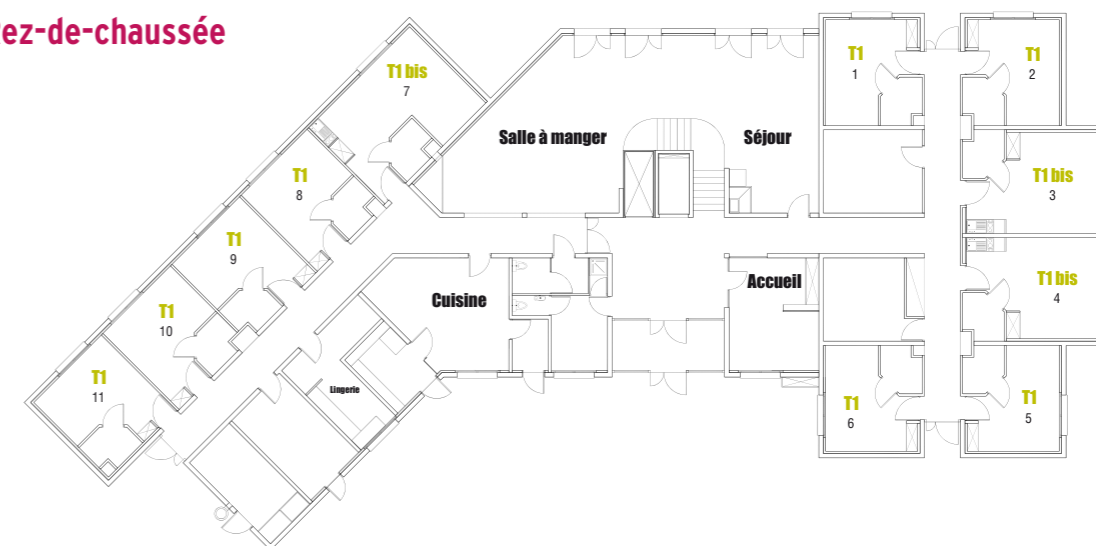 ez-de-chaussée
T1
1
T1
2
T1 bis
3
T1 bis
4
T1
5
T1
6
T1 bis
7
T1
8
T1
9
T1
10
T1
11
Salle à manger
Séjour
Cuisine
Accueil
Lingerie